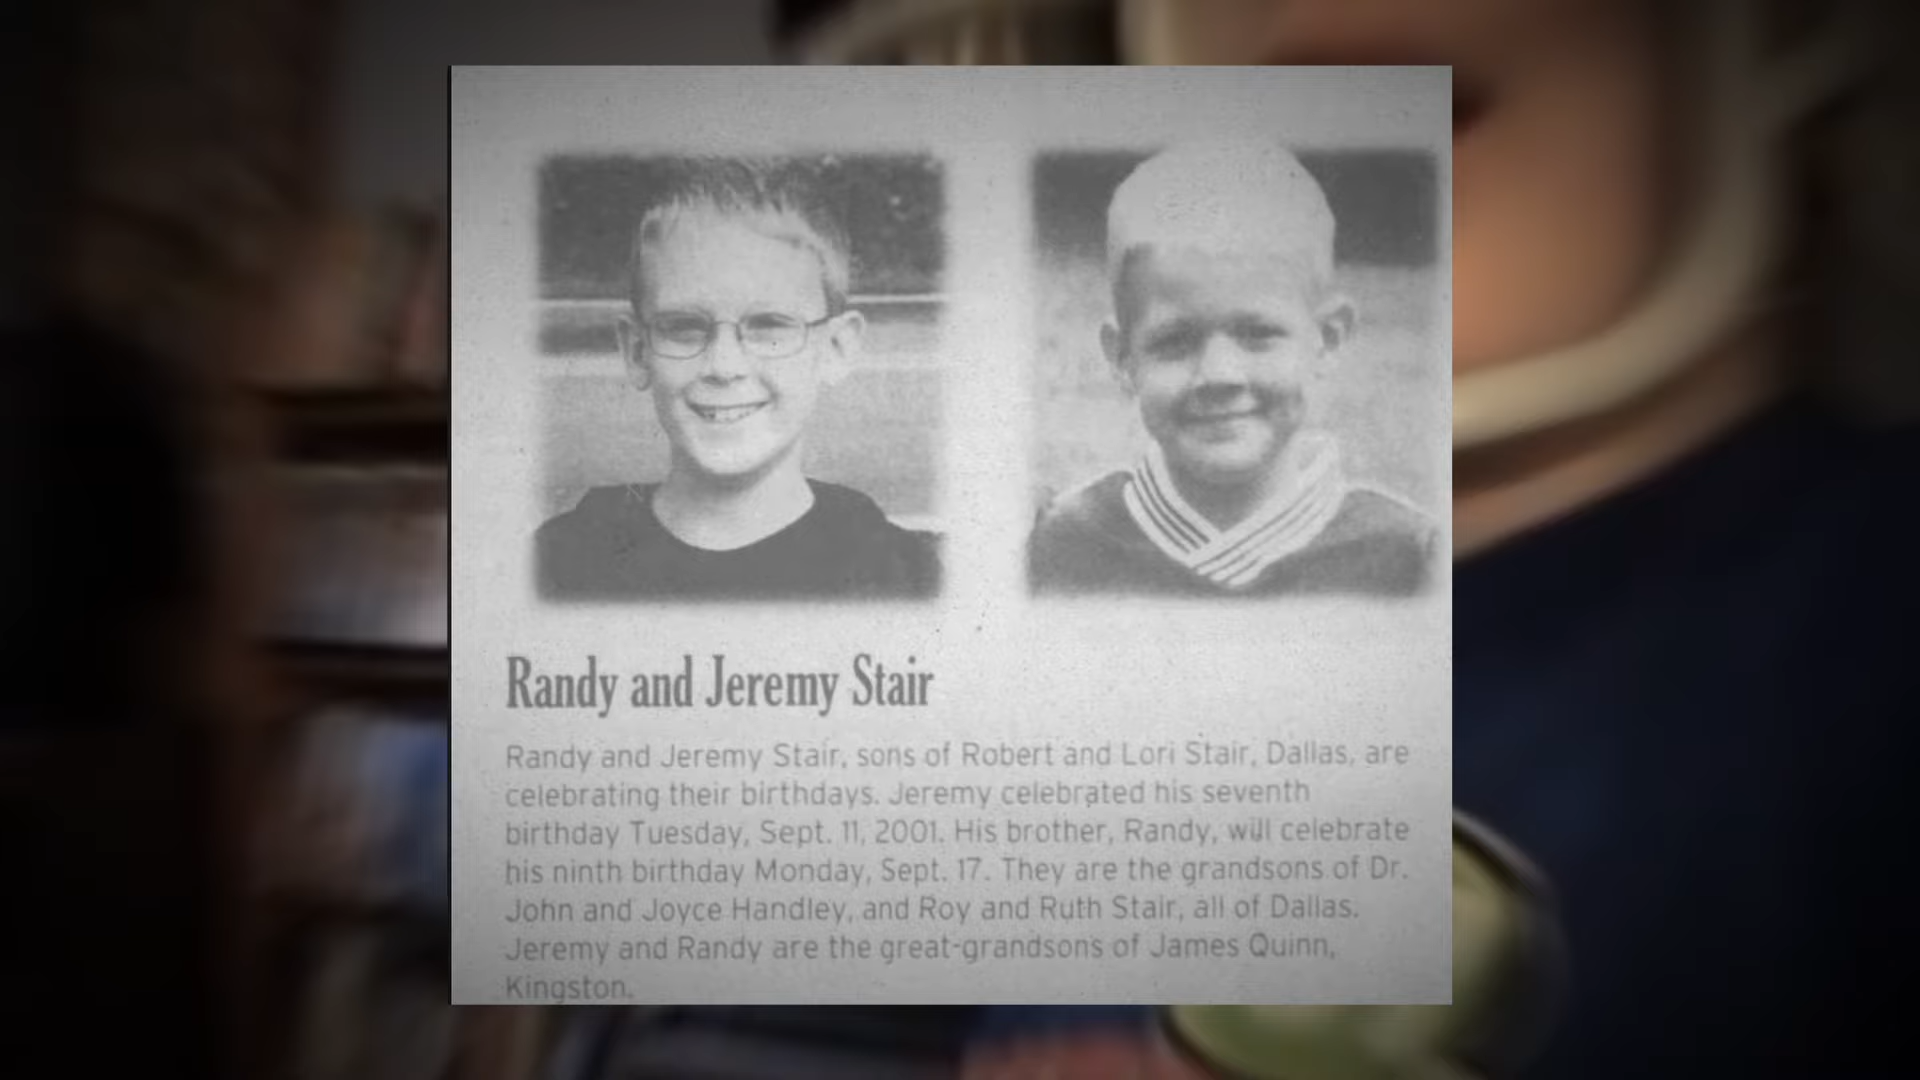 Randy and Jeremy Stair
Randy and Jeremy Stair, sons of Robert and Lori Stair, Dallas, are
celebrating their birthdays. Jeremy celebrated his seventh
birthday Tuesday, Sept. 11, 2001. His brother, Randy, will celebrate
his ninth birthday Monday, Sept. 17. They are the grandsons of Dr.
John and Joyce Handley, and Roy and Ruth Stair, all of Dallas.
Jeremy and Randy are the great-grandsons of James Quinn,
Kingston.